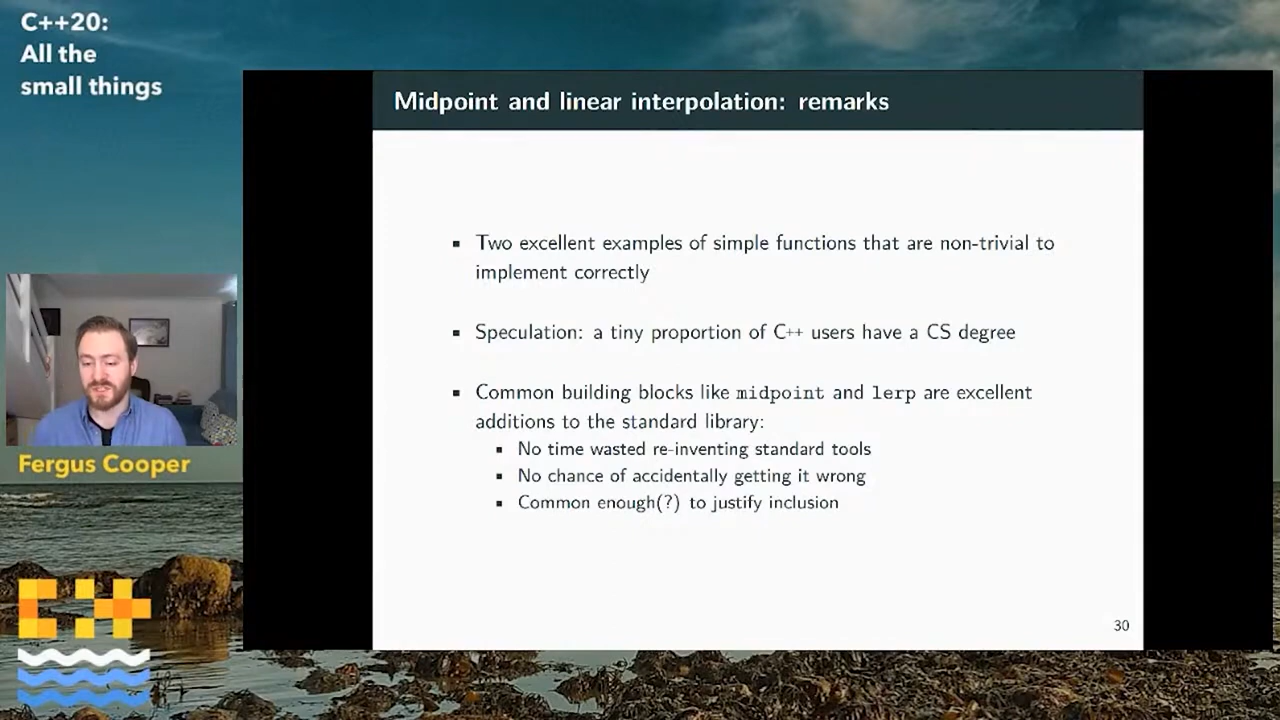 C++20:
All the
small things
Midpoint and linear interpolation: remarks
▪ Two excellent examples of simple functions that are non-trivial to
implement correctly
▪ Speculation: a tiny proportion of C++ users have a CS degree
▪ Common building blocks like midpoint and lerp are excellent
additions to the standard library:
▪ No time wasted re-inventing standard tools
▪ No chance of accidentally getting it wrong
▪ Common enough(?) to justify inclusion
30
Fergus Cooper
C++